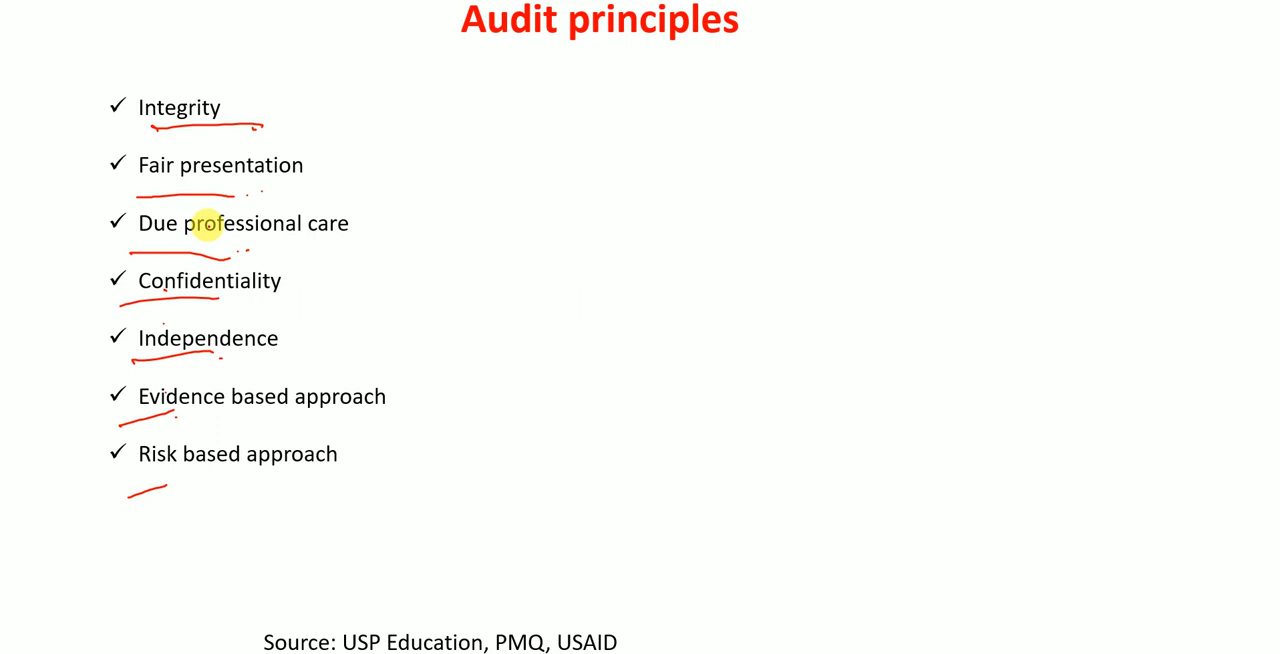 Audit principles
✓ Integrity
✓ Fair presentation
✓ Due professional care
✓ Confidentiality
✓ Independence
✓ Evidence based approach
✓ Risk based approach
Source: USP Education, PMQ, USAID